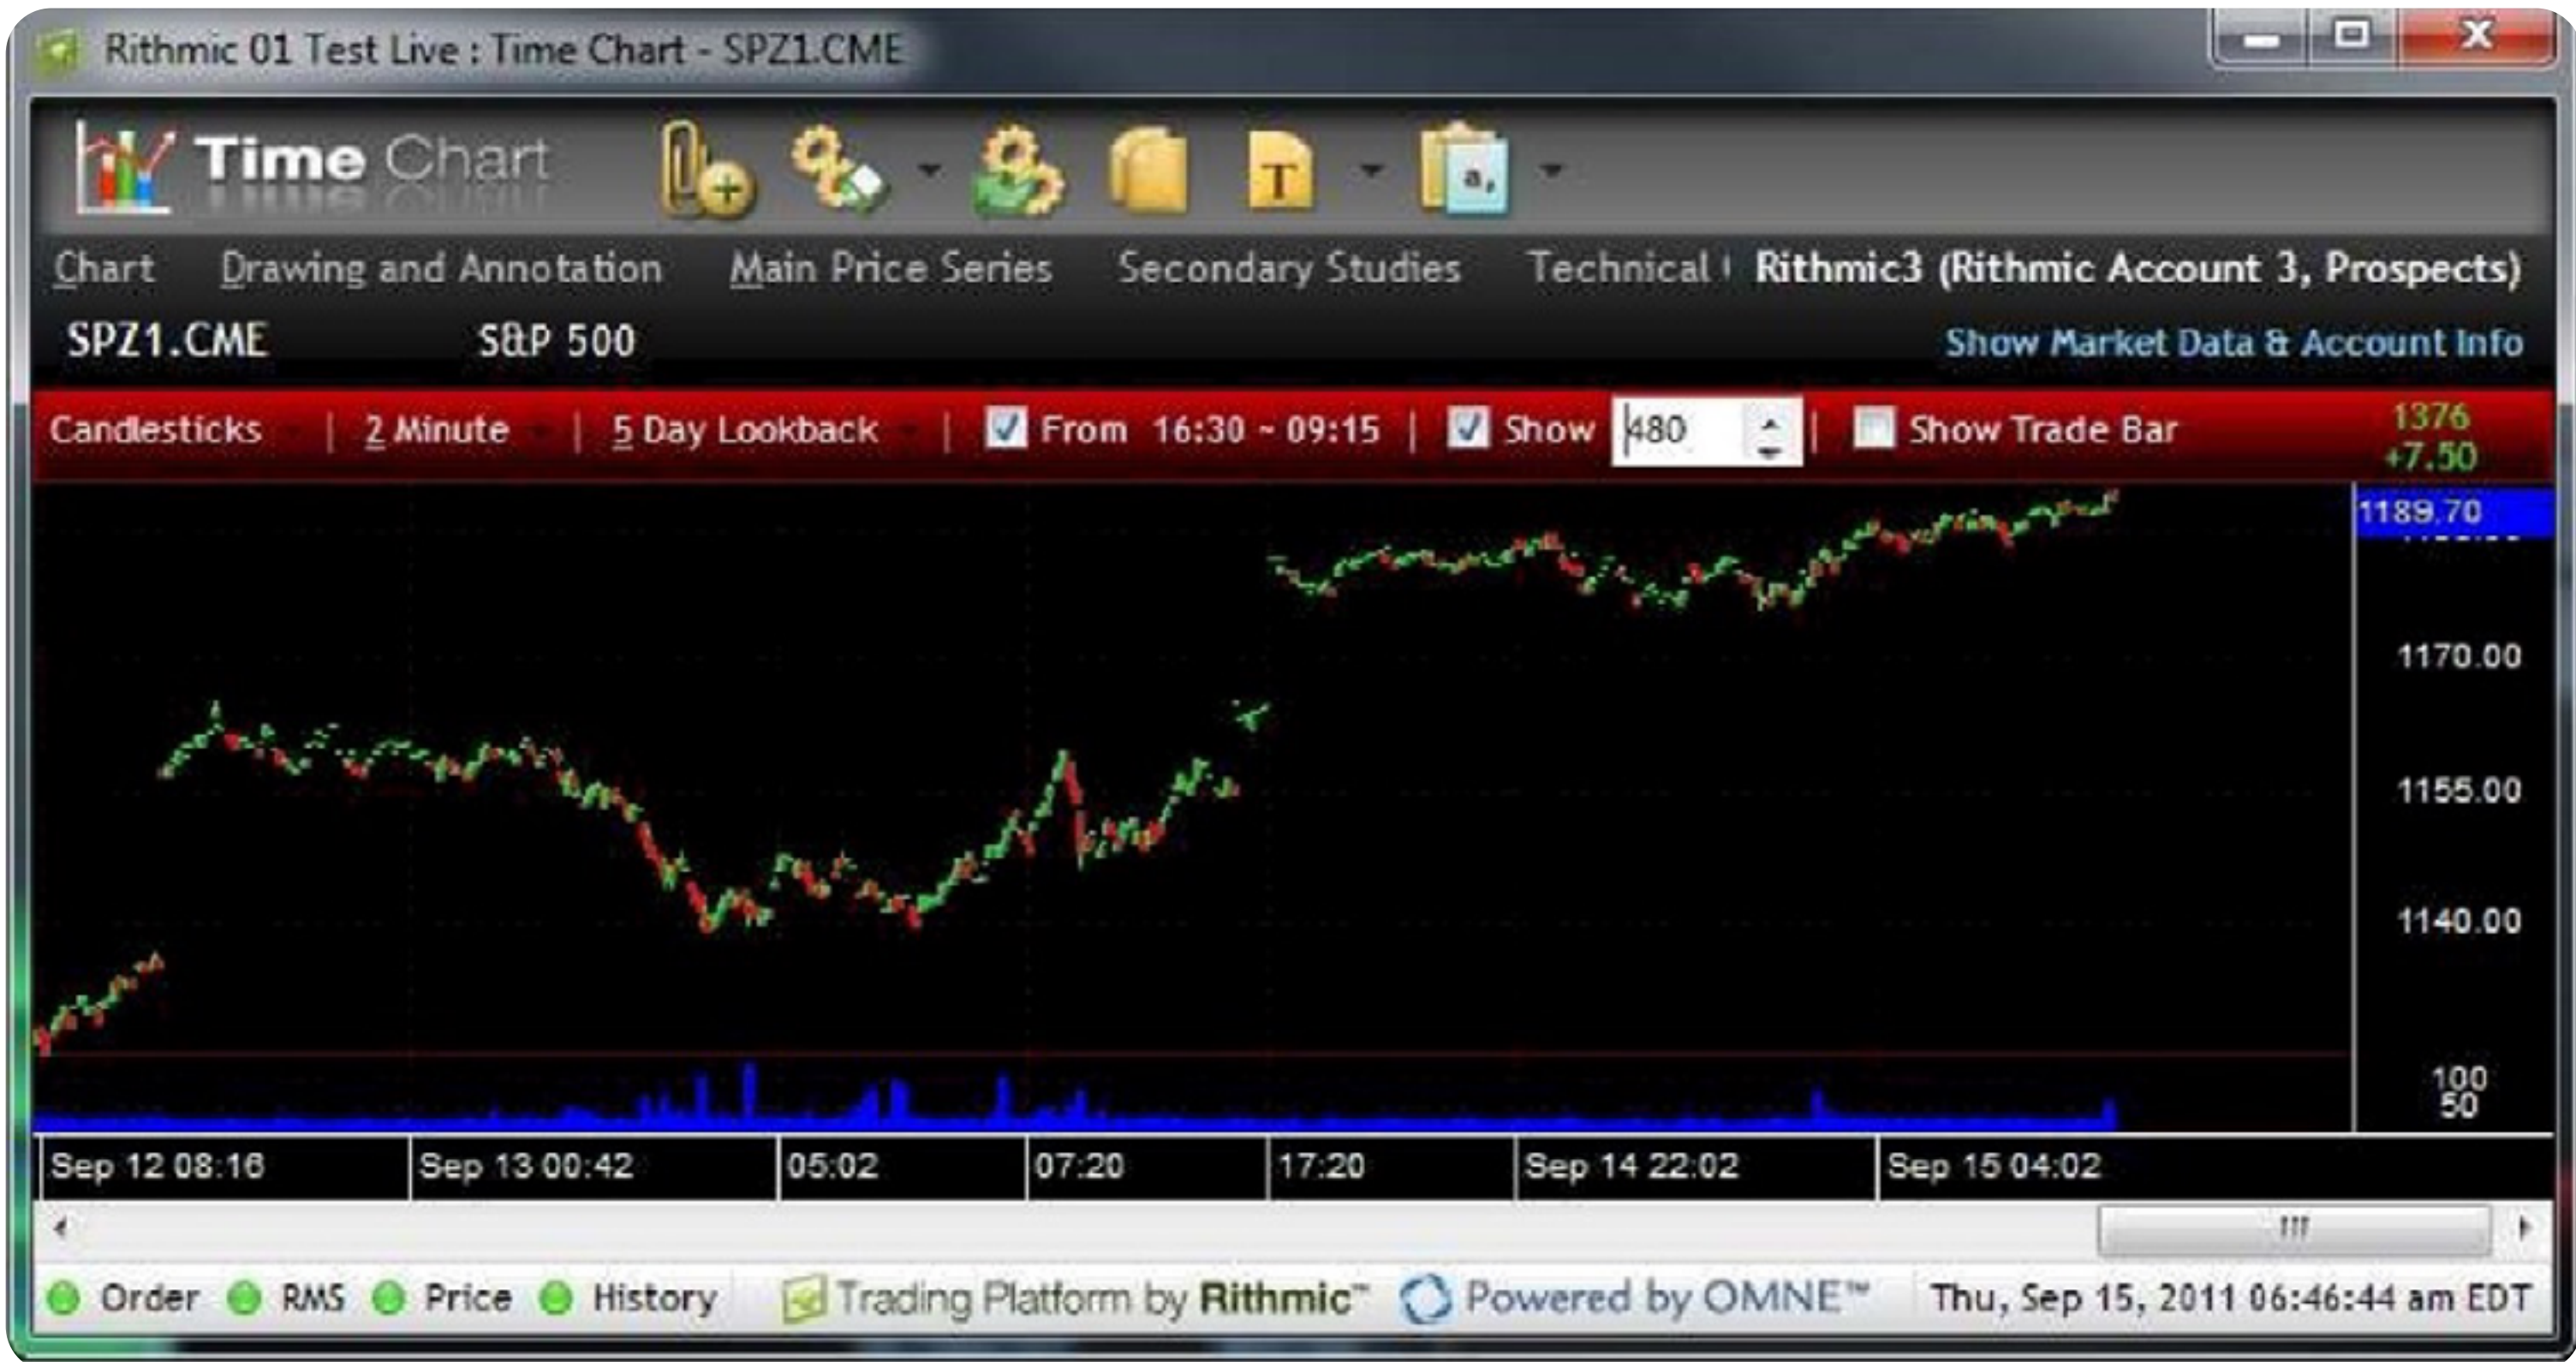 Rithmic 01 Test Live : Time Chart - SPZ1.CME
Time Chart
T
a,
Chart Drawing and Annotation Main Price Series Secondary Studies Technical Rithmic3 (Rithmic Account 3, Prospects)
SPZ1.CME S&P 500 Show Market Data & Account Info
Candlesticks | 2 Minute | 5 Day Lookback | From 16:30 ~ 09:15 | Show 480 | Show Trade Bar
1376
+7.50
1189.70
1170.00
1155.00
1140.00
100
50
Sep 12 08:16 Sep 13 00:42 05:02 07:20 17:20 Sep 14 22:02 Sep 15 04:02
Order RMS Price History Trading Platform by Rithmic™ Powered by OMNE™ Thu, Sep 15, 2011 06:46:44 am EDT